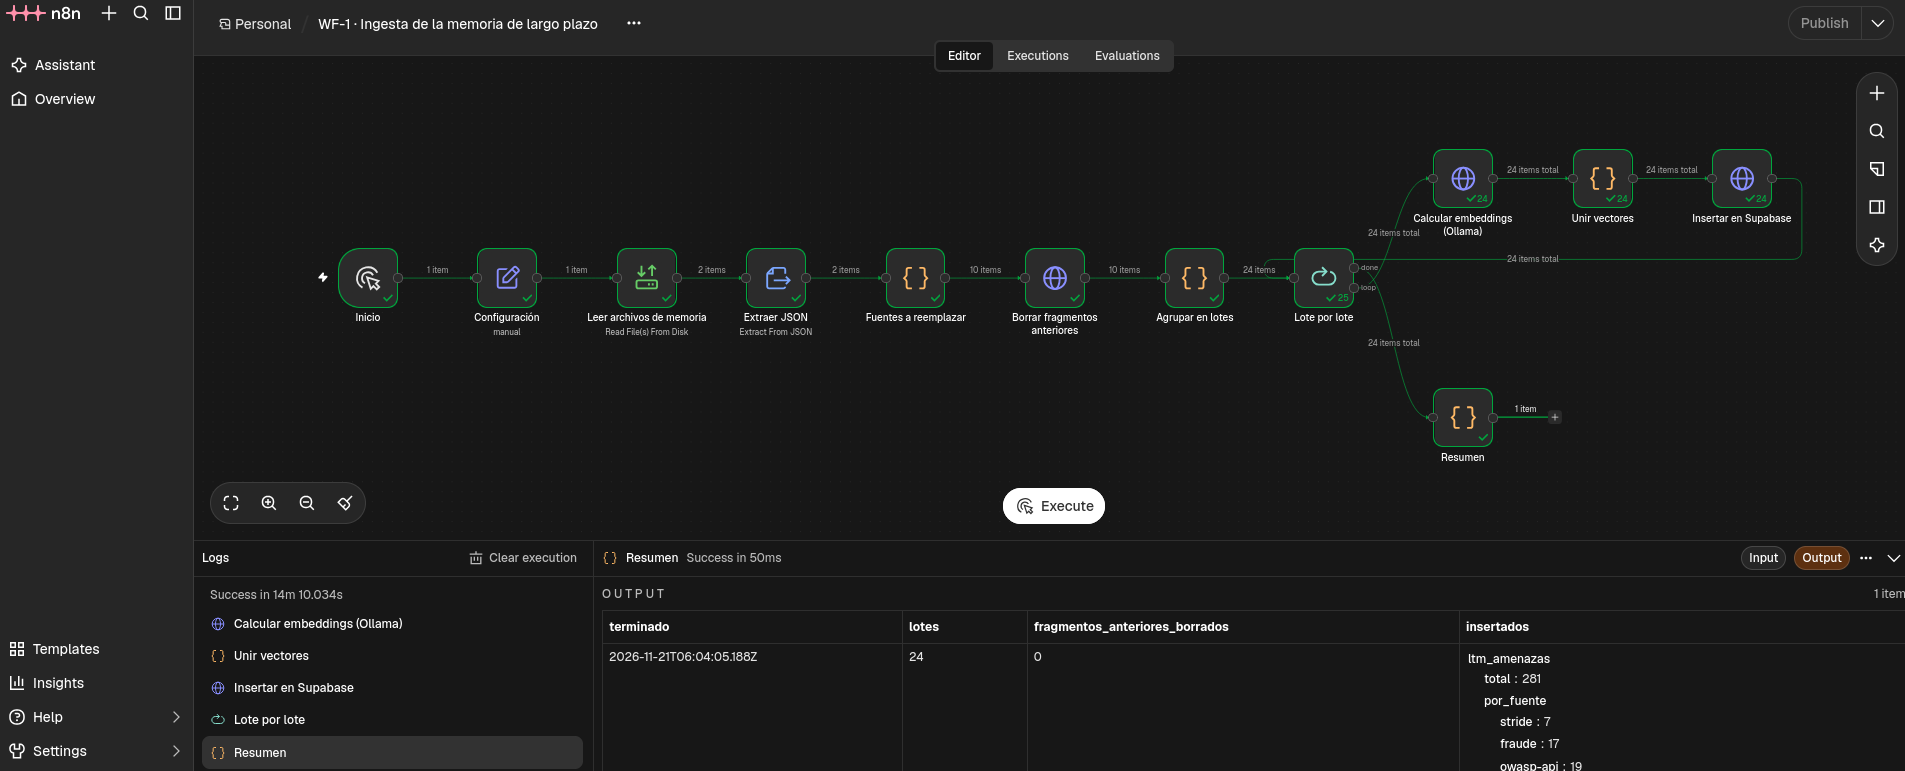 n8n
Personal / WF-1 · Ingesta de la memoria de largo plazo ...
Publish
Editor Executions Evaluations
Assistant
Overview
Templates
Insights
Help
Settings
Inicio
1 item
Configuración
manual
1 item
Leer archivos de memoria
Read File(s) From Disk
2 items
Extraer JSON
Extract From JSON
2 items
Fuentes a reemplazar
10 items
Borrar fragmentos
anteriores
10 items
Agrupar en lotes
24 items
Lote por lote
25
done
loop
24 items total
24 items total
Calcular embeddings
(Ollama)
24
24 items total
Unir vectores
24
24 items total
Insertar en Supabase
24
24 items total
Resumen
1 item
Execute
Logs
Clear execution
Success in 14m 10.034s
Calcular embeddings (Ollama)
Unir vectores
Insertar en Supabase
Lote por lote
Resumen
Resumen Success in 50ms
Input Output ...
OUTPUT
1 item
terminado lotes fragmentos_anteriores_borrados insertados
2026-11-21T06:04:05.188Z 24 0
ltm_amenazas
total : 281
por_fuente
stride : 7
fraude : 17
owasp-api : 19